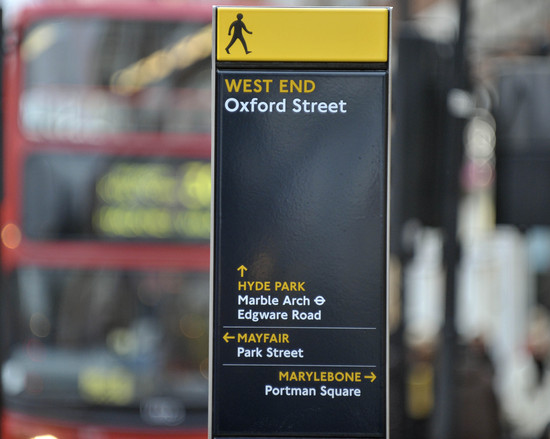 WEST END
Oxford Street
↑
HYDE PARK
Marble Arch
Edgware Road
← MAYFAIR
Park Street
MARYLEBONE →
Portman Square